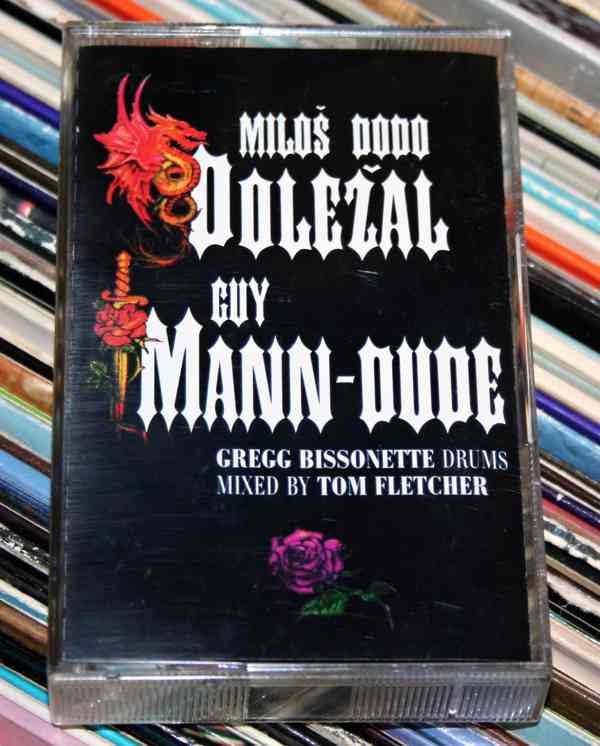 MILOŠ DODO
DOLEŽAL
GUY
MANN-DUDE
GREGG BISSONETTE DRUMS
MIXED BY TOM FLETCHER